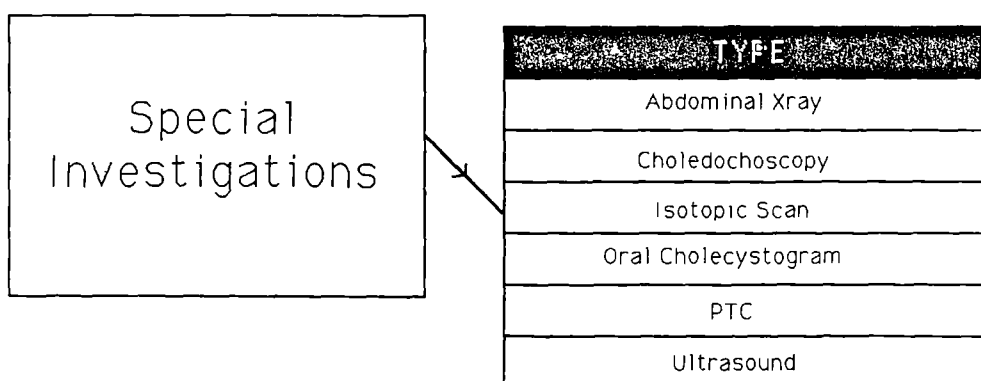 Special
Investigations
TYPE
Abdominal Xray
Choledochoscopy
Isotopic Scan
Oral Cholecystogram
PTC
Ultrasound